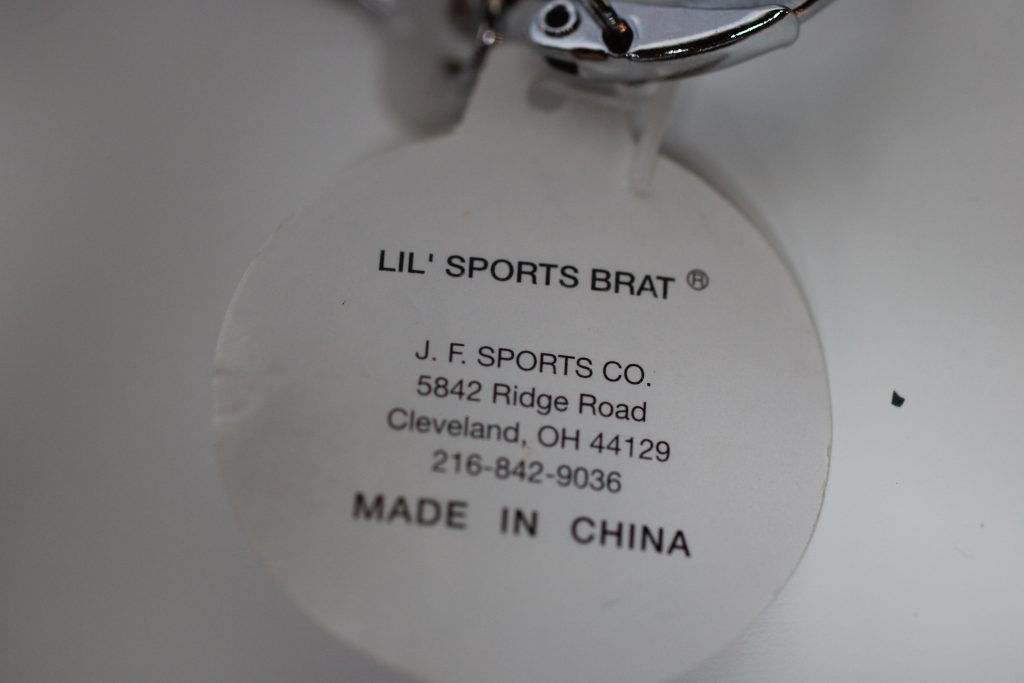 LIL' SPORTS BRAT ®
J. F. SPORTS CO.
5842 Ridge Road
Cleveland, OH 44129
216-842-9036
MADE IN CHINA